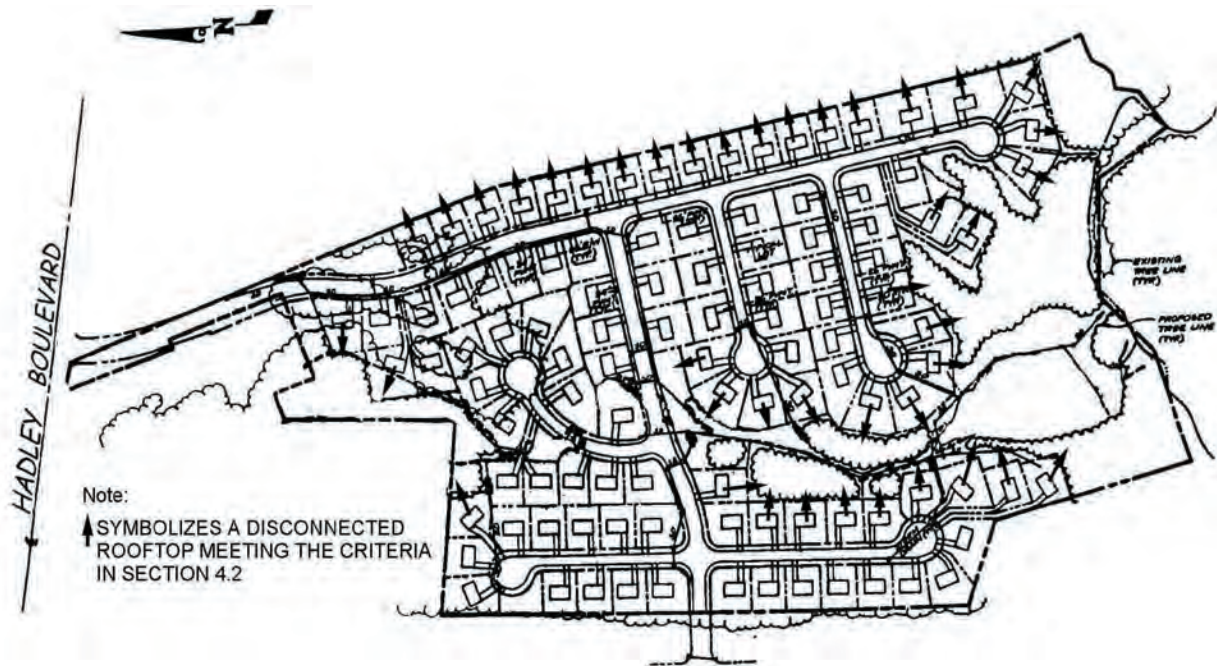 N
HADLEY BOULEVARD
EXISTING
TREE LINE
(TYP.)
PROPOSED
TREE LINE
(TYP.)
Note:
SYMBOLIZES A DISCONNECTED
ROOFTOP MEETING THE CRITERIA
IN SECTION 4.2